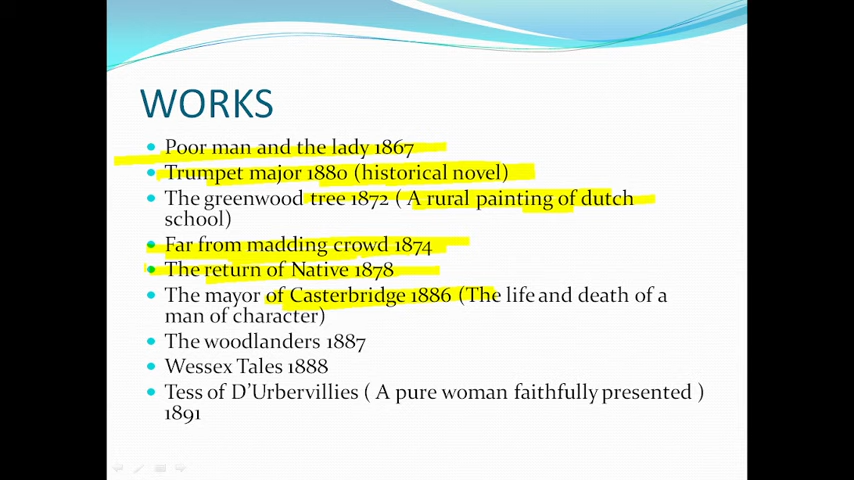 WORKS
Poor man and the lady 1867
Trumpet major 1880 (historical novel)
The greenwood tree 1872 ( A rural painting of dutch
school)
Far from madding crowd 1874
The return of Native 1878
The mayor of Casterbridge 1886 (The life and death of a
man of character)
The woodlanders 1887
Wessex Tales 1888
Tess of D'Urbervillies ( A pure woman faithfully presented )
1891